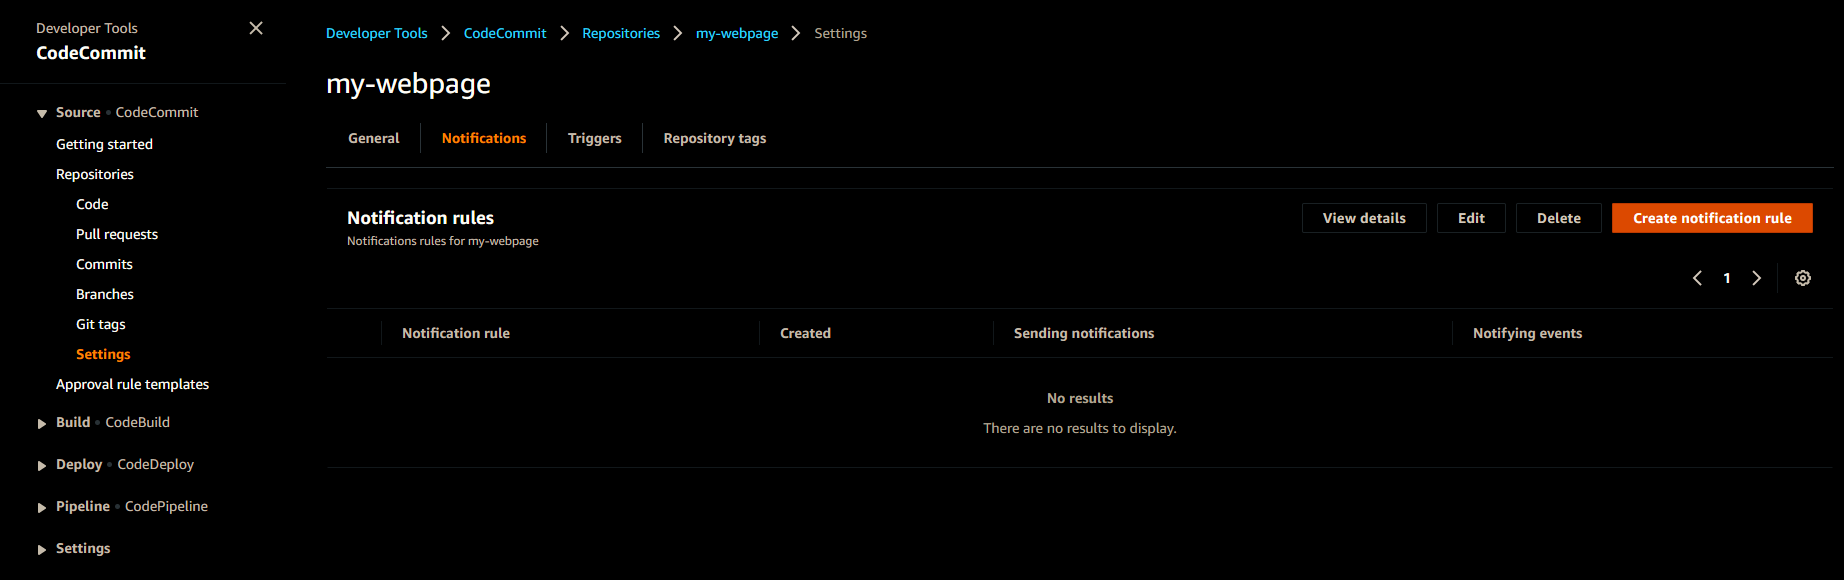 Developer Tools
CodeCommit
Source • CodeCommit
Getting started
Repositories
Code
Pull requests
Commits
Branches
Git tags
Settings
Approval rule templates
Build • CodeBuild
Deploy • CodeDeploy
Pipeline • CodePipeline
Settings
Developer Tools > CodeCommit > Repositories > my-webpage > Settings
my-webpage
General Notifications Triggers Repository tags
Notification rules
Notifications rules for my-webpage
View details Edit Delete Create notification rule
1
Notification rule Created Sending notifications Notifying events
No results
There are no results to display.